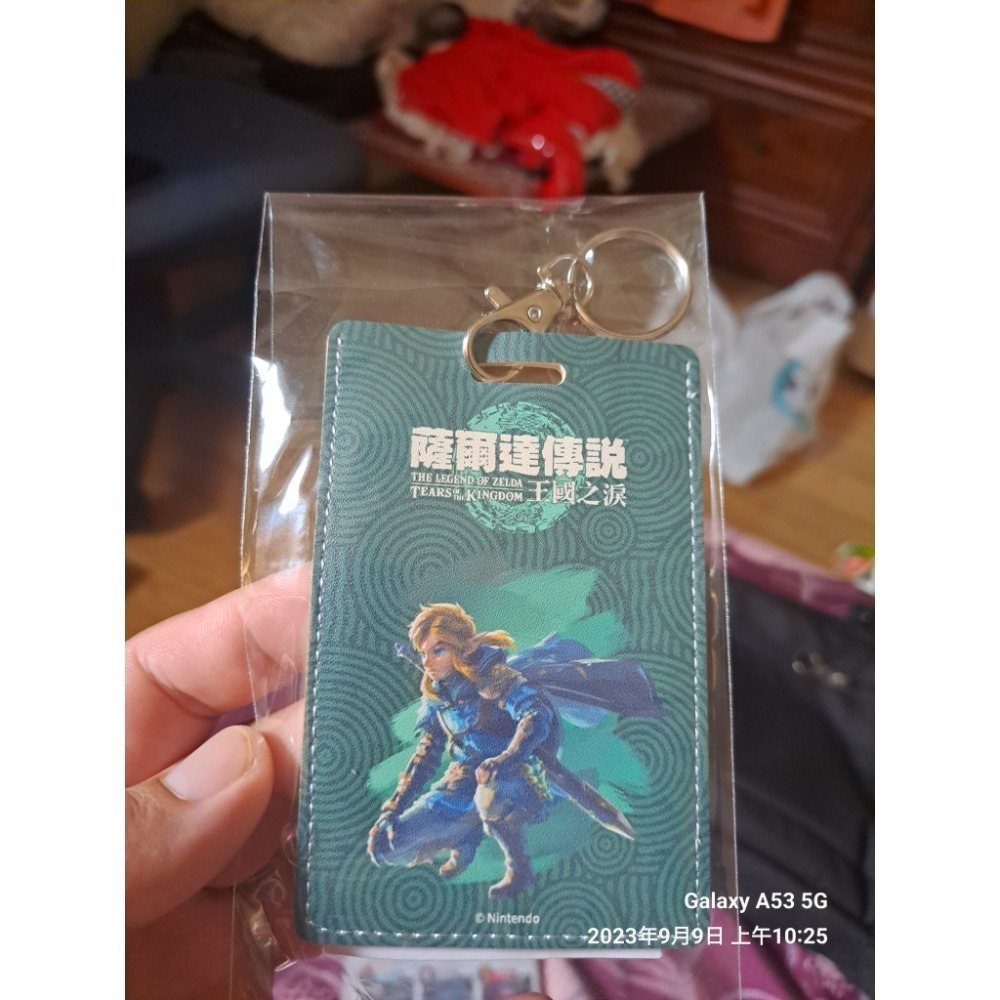 薩爾達傳説
THE LEGEND OF ZELDA
TEARS OF THE KINGDOM 王國之淚
© Nintendo
Galaxy A53 5G
2023年9月9日 上午10:25